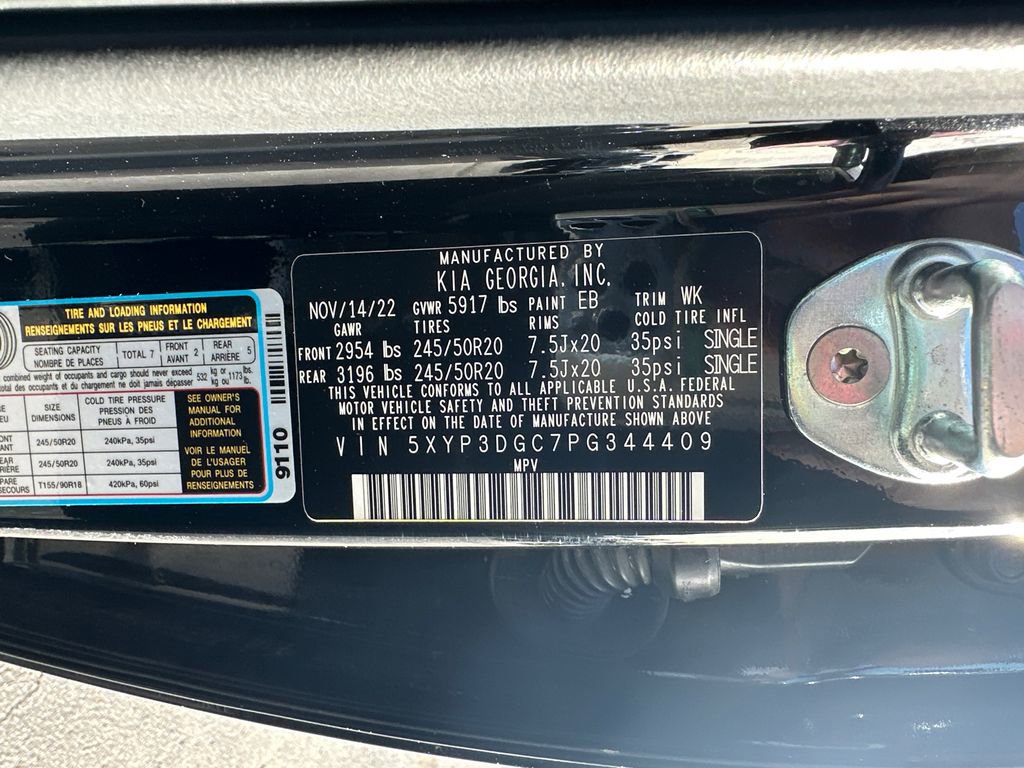 TIRE AND LOADING INFORMATION
RENSEIGNEMENTS SUR LES PNEUS ET LE CHARGEMENT
SEATING CAPACITY
NOMBRE DE PLACES
TOTAL 7
FRONT
AVANT 2
REAR
ARRIÈRE 5
combined weight of occupants and cargo should never exceed
total des occupants et du chargement ne doit jamais dépasser
532 kg or 1173 lbs.
kg ou lb.
SIZE
DIMENSIONS
COLD TIRE PRESSURE
PRESSION DES
PNEUS À FROID
245/50R20 240kPa, 35psi
245/50R20 240kPa, 35psi
T155/90R18 420kPa, 60psi
SEE OWNER'S
MANUAL FOR
ADDITIONAL
INFORMATION
VOIR LE MANUEL
DE L'USAGER
POUR PLUS DE
RENSEIGNEMENTS
9110
MANUFACTURED BY
KIA GEORGIA, INC.
NOV/14/22 GVWR 5917 lbs PAINT EB TRIM WK
GAWR TIRES RIMS COLD TIRE INFL
FRONT 2954 lbs 245/50R20 7.5Jx20 35psi SINGLE
REAR 3196 lbs 245/50R20 7.5Jx20 35psi SINGLE
THIS VEHICLE CONFORMS TO ALL APPLICABLE U.S.A. FEDERAL
MOTOR VEHICLE SAFETY AND THEFT PREVENTION STANDARDS
IN EFFECT ON THE DATE OF MANUFACTURE SHOWN ABOVE
VIN 5XYP3DGC7PG344409
MPV